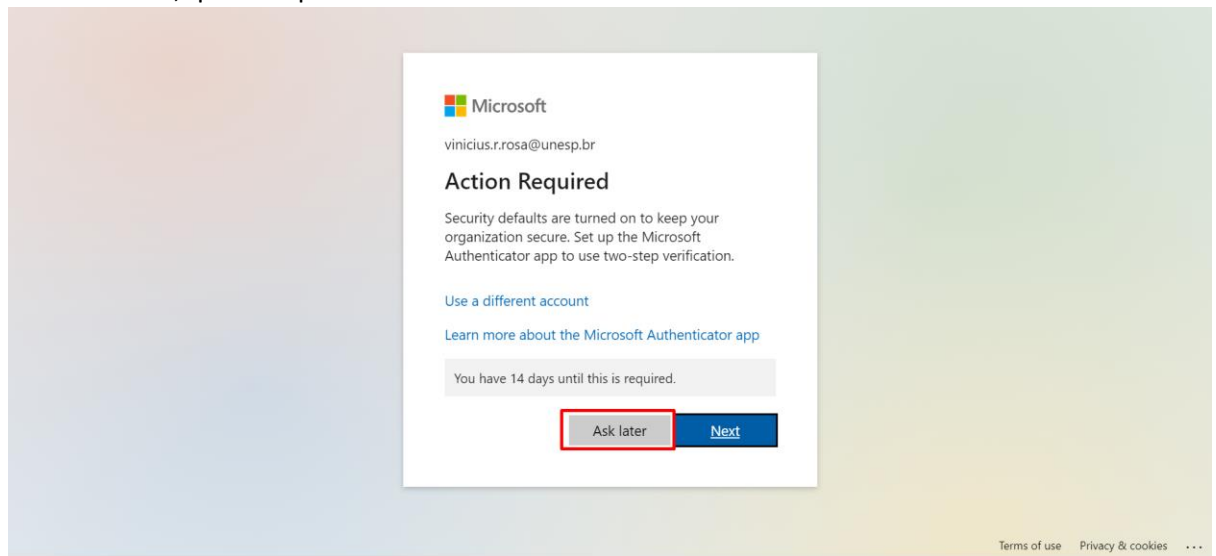 Microsoft
vinicius.r.rosa@unesp.br
Action Required
Security defaults are turned on to keep your
organization secure. Set up the Microsoft
Authenticator app to use two-step verification.
Use a different account
Learn more about the Microsoft Authenticator app
You have 14 days until this is required.
Ask later Next
Terms of use Privacy & cookies ...